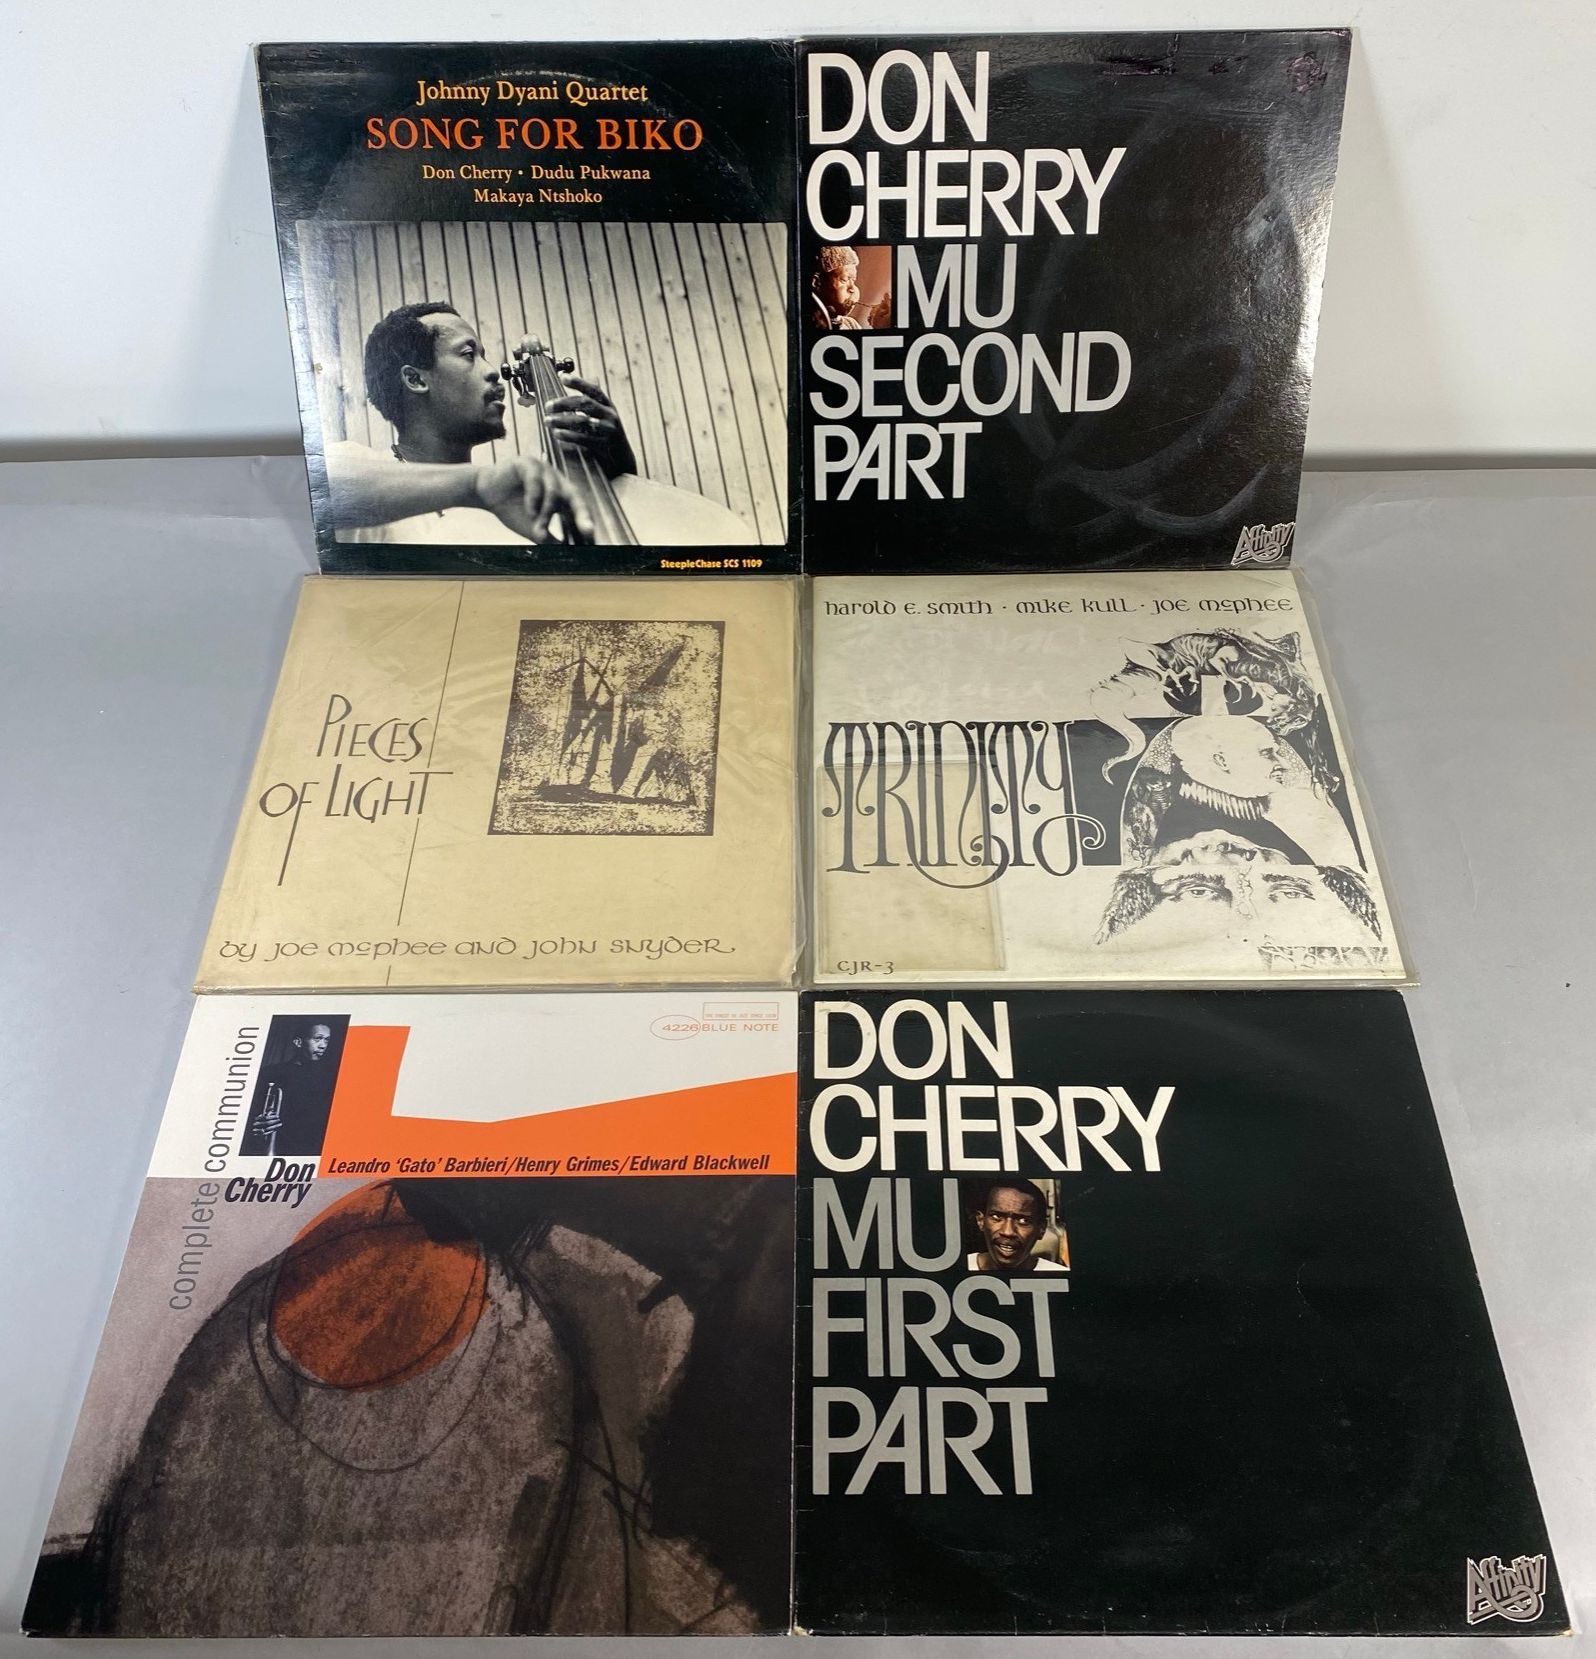 Johnny Dyani Quartet
SONG FOR BIKO
Don Cherry • Dudu Pukwana
Makaya Ntshoko
SteepleChase SCS 1109
DON
CHERRY
MU
SECOND
PART
Affinity
PIECES
OF LIGHT
by joe mcphee and john snyder
harold e. smith · mike kull · joe mcphee
TRINITY
CJR-3
complete communion
Don
Cherry
4226 BLUE NOTE
Leandro 'Gato' Barbieri/Henry Grimes/Edward Blackwell
DON
CHERRY
MU
FIRST
PART
Affinity